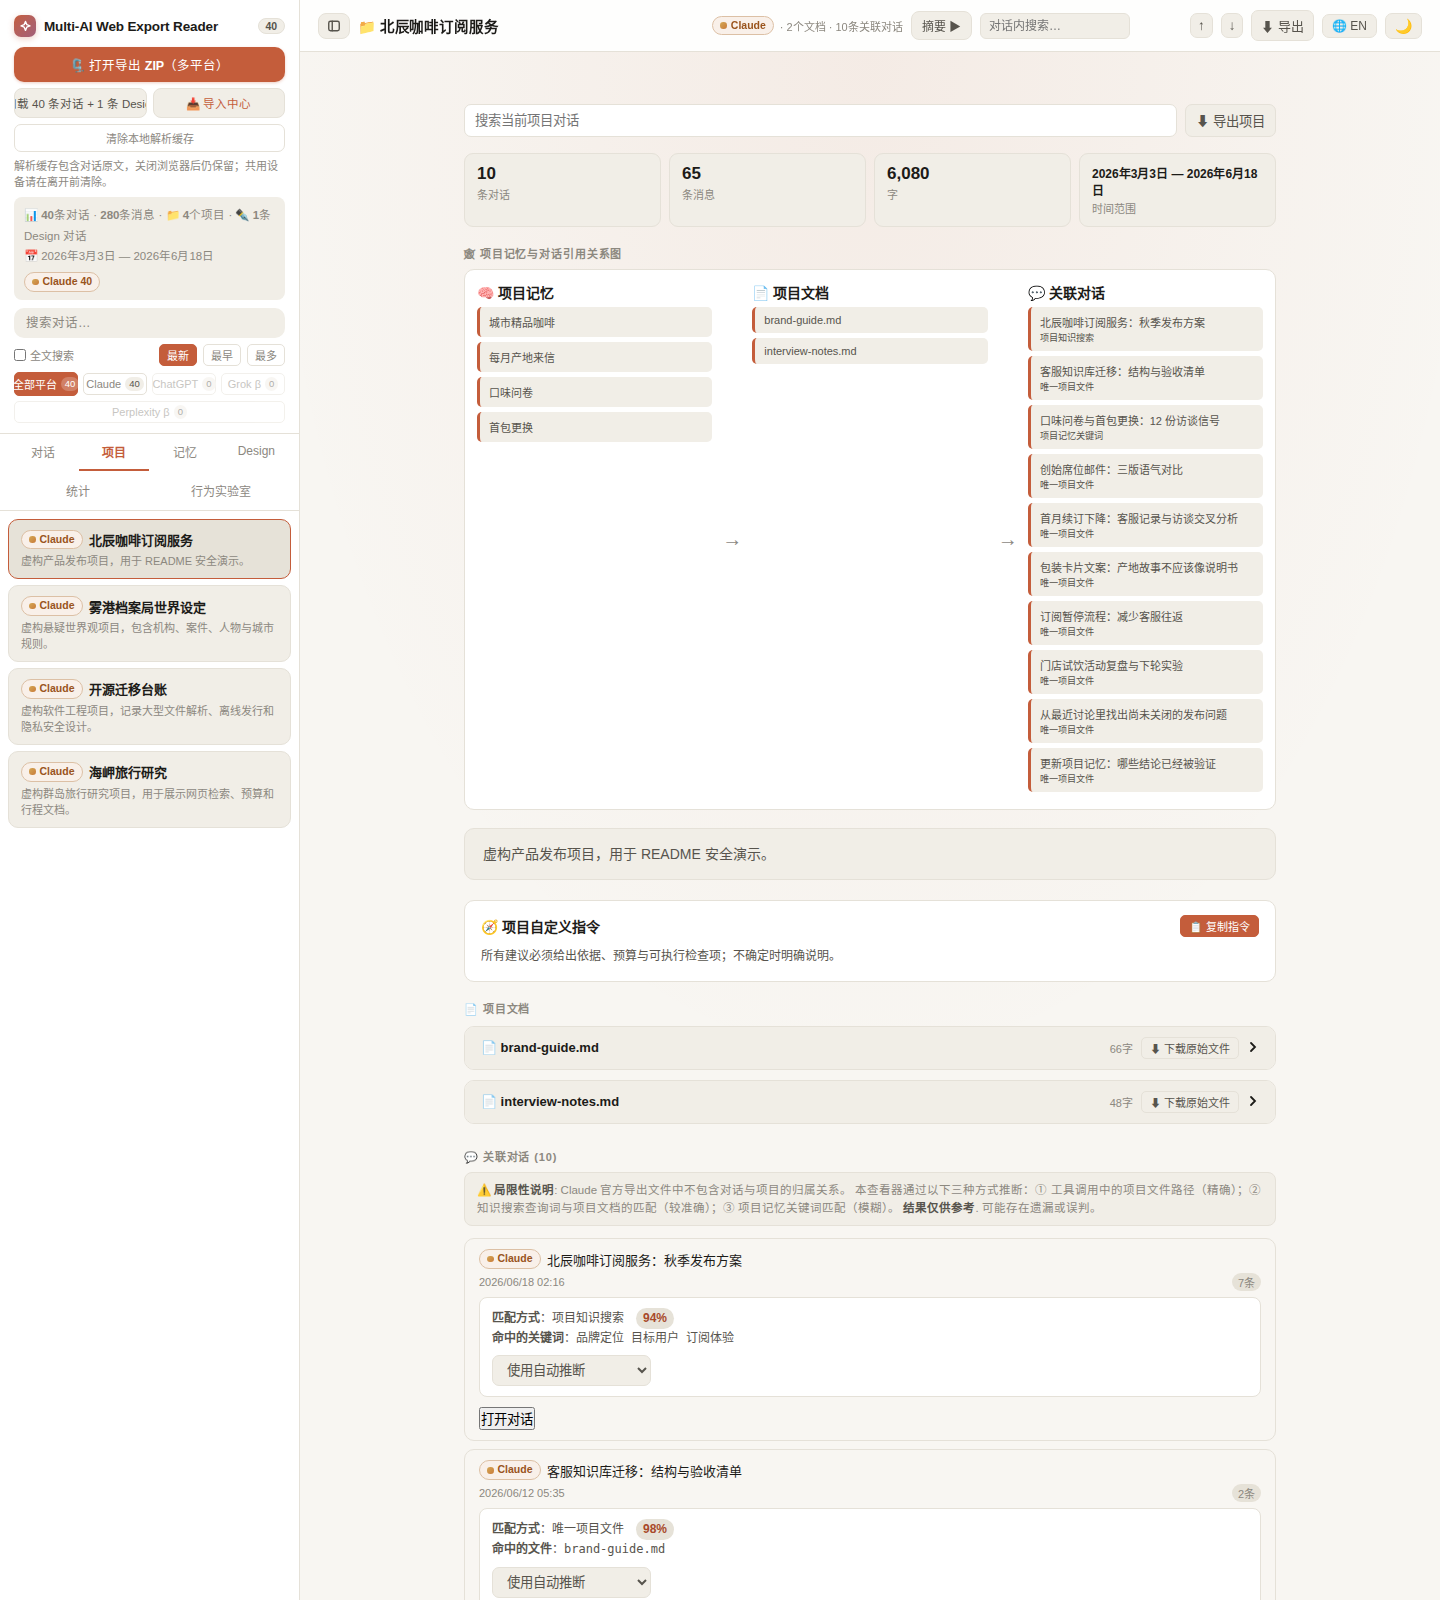 Multi-AI Web Export Reader 40
🗜️ 打开导出 ZIP（多平台）
载 40 条对话 + 1 条 Desi
📥 导入中心
清除本地解析缓存
解析缓存包含对话原文，关闭浏览器后仍保留；共用设
备请在离开前清除。
📊 40条对话 · 280条消息 · 📁 4个项目 · ✒️ 1条
Design 对话
📅 2026年3月3日 — 2026年6月18日
Claude 40
搜索对话…
全文搜索 最新 最早 最多
全部平台 40 Claude 40 ChatGPT 0 Grok β 0
Perplexity β 0
对话 项目 记忆 Design
统计 行为实验室
Claude 北辰咖啡订阅服务
虚构产品发布项目，用于 README 安全演示。
Claude 雾港档案局世界设定
虚构悬疑世界观项目，包含机构、案件、人物与城市
规则。
Claude 开源迁移台账
虚构软件工程项目，记录大型文件解析、离线发行和
隐私安全设计。
Claude 海岬旅行研究
虚构群岛旅行研究项目，用于展示网页检索、预算和
行程文档。
📁 北辰咖啡订阅服务
Claude · 2个文档 · 10条关联对话 摘要 ▶ 对话内搜索… ↑ ↓ ⬇ 导出 🌐 EN 🌙
搜索当前项目对话 ⬇ 导出项目
10
条对话
65
条消息
6,080
字
2026年3月3日 — 2026年6月18
日
时间范围
🕸 项目记忆与对话引用关系图
🧠 项目记忆
城市精品咖啡
每月产地来信
口味问卷
首包更换
→
📄 项目文档
brand-guide.md
interview-notes.md
→
💬 关联对话
北辰咖啡订阅服务：秋季发布方案
项目知识搜索
客服知识库迁移：结构与验收清单
唯一项目文件
口味问卷与首包更换：12 份访谈信号
项目记忆关键词
创始席位邮件：三版语气对比
唯一项目文件
首月续订下降：客服记录与访谈交叉分析
唯一项目文件
包装卡片文案：产地故事不应该像说明书
唯一项目文件
订阅暂停流程：减少客服往返
唯一项目文件
门店试饮活动复盘与下轮实验
唯一项目文件
从最近讨论里找出尚未关闭的发布问题
唯一项目文件
更新项目记忆：哪些结论已经被验证
唯一项目文件
虚构产品发布项目，用于 README 安全演示。
🧭 项目自定义指令 📋 复制指令
所有建议必须给出依据、预算与可执行检查项；不确定时明确说明。
📄 项目文档
📄 brand-guide.md 66字 ⬇ 下载原始文件
📄 interview-notes.md 48字 ⬇ 下载原始文件
💬 关联对话 (10)
⚠️ 局限性说明: Claude 官方导出文件中不包含对话与项目的归属关系。 本查看器通过以下三种方式推断：① 工具调用中的项目文件路径（精确）；②
知识搜索查询词与项目文档的匹配（较准确）；③ 项目记忆关键词匹配（模糊）。 结果仅供参考. 可能存在遗漏或误判。
Claude 北辰咖啡订阅服务：秋季发布方案
2026/06/18 02:16 7条
匹配方式：项目知识搜索 94%
命中的关键词：品牌定位 目标用户 订阅体验
使用自动推断
打开对话
Claude 客服知识库迁移：结构与验收清单
2026/06/12 05:35 2条
匹配方式：唯一项目文件 98%
命中的文件：brand-guide.md
使用自动推断